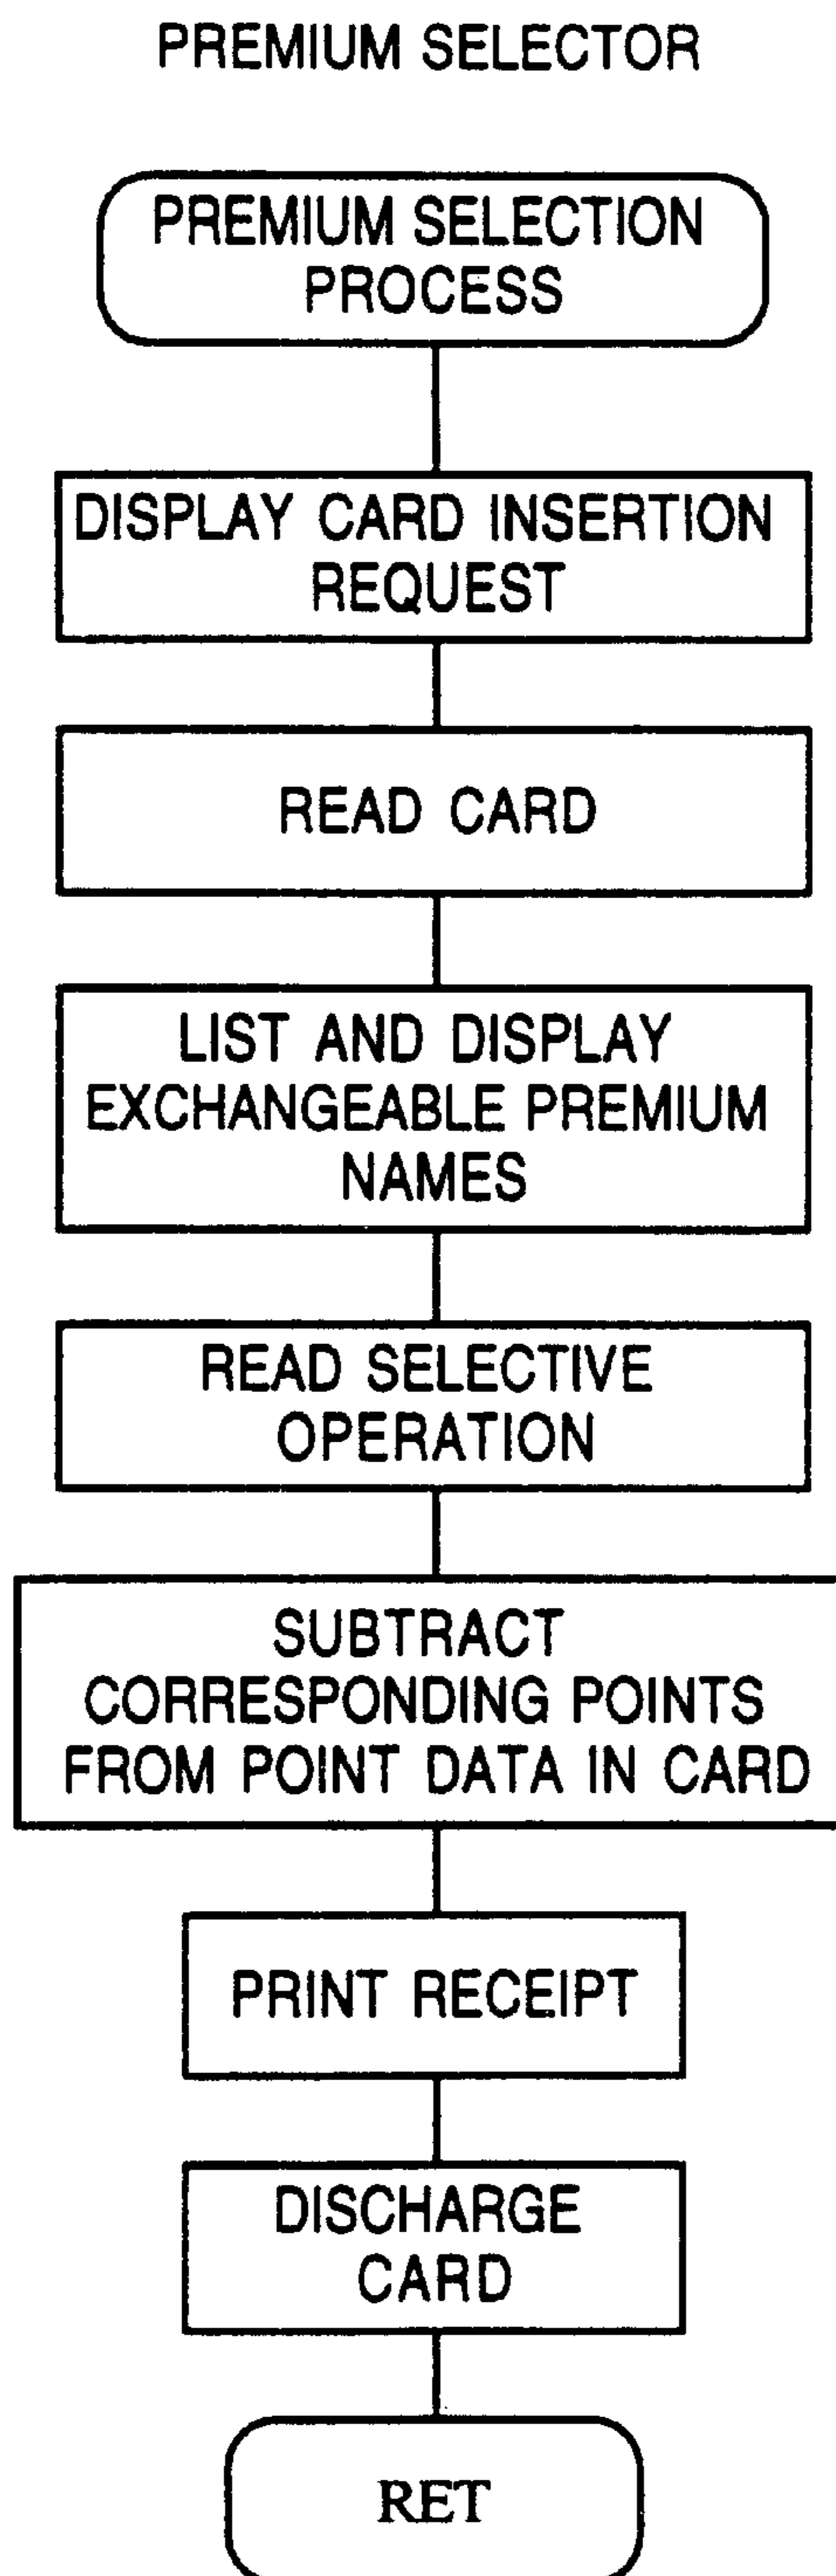 PREMIUM SELECTOR
PREMIUM SELECTION
PROCESS
DISPLAY CARD INSERTION
REQUEST
READ CARD
LIST AND DISPLAY
EXCHANGEABLE PREMIUM
NAMES
READ SELECTIVE
OPERATION
SUBTRACT
CORRESPONDING POINTS
FROM POINT DATA IN CARD
PRINT RECEIPT
DISCHARGE
CARD
RET